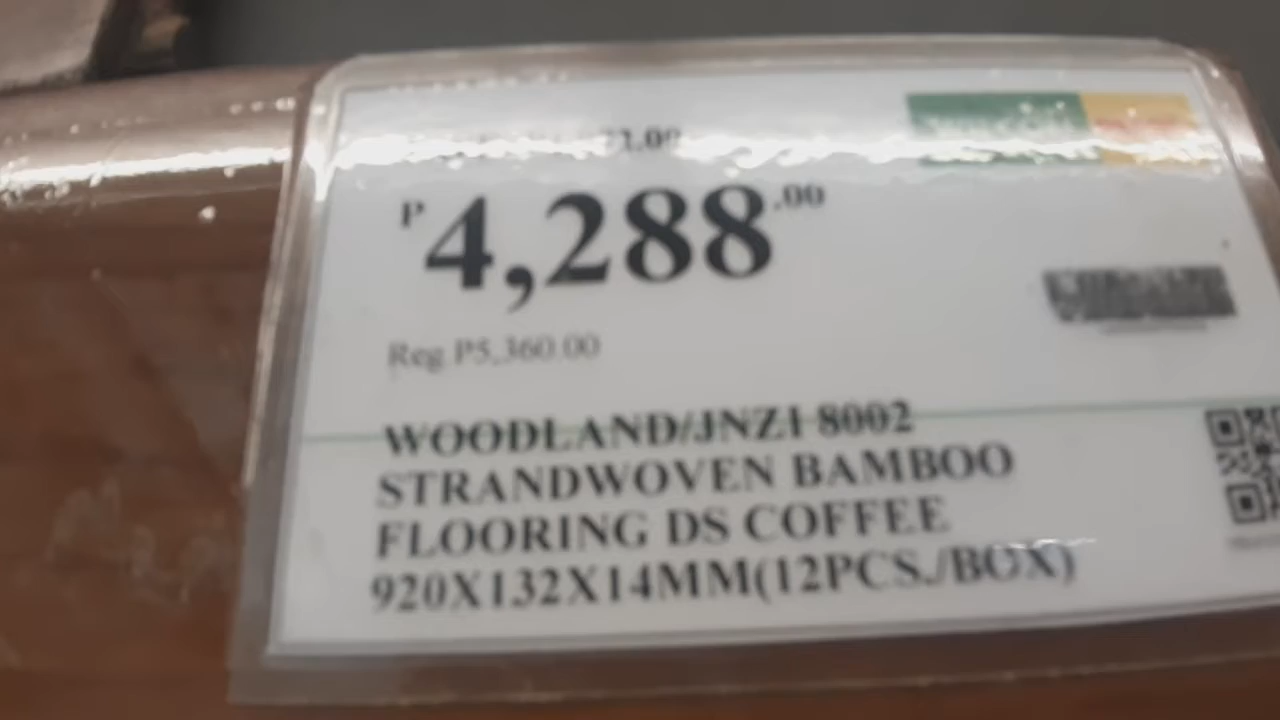 P4,288.00
Reg.P5,360.00
WOODLAND/JNZI 8002
STRANDWOVEN BAMBOO
FLOORING DS COFFEE
920X132X14MM(12PCS./BOX)